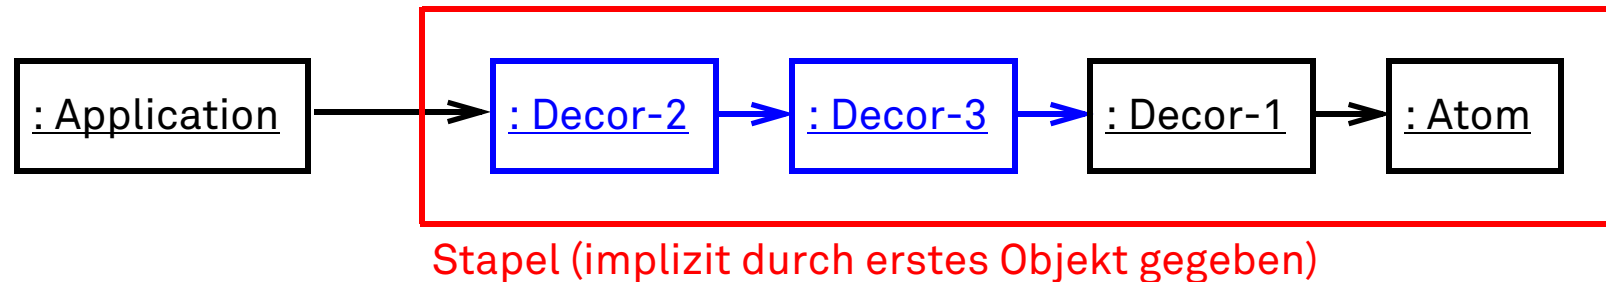 : Application : Decor-2 : Decor-3 : Decor-1 : Atom
Stapel (implizit durch erstes Objekt gegeben)